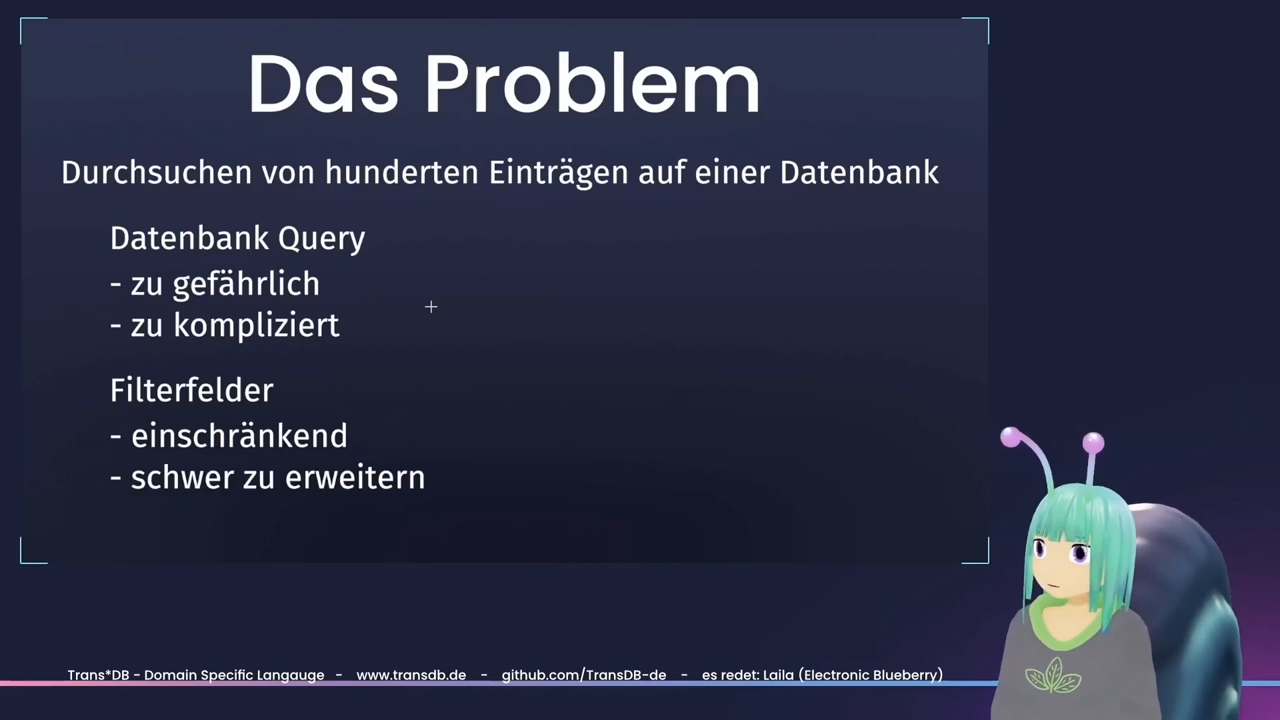 Das Problem
Durchsuchen von hunderten Einträgen auf einer Datenbank
Datenbank Query
- zu gefährlich
- zu kompliziert
Filterfelder
- einschränkend
- schwer zu erweitern
Trans*DB - Domain Specific Langauge - www.transdb.de - github.com/TransDB-de - es redet: Laila (Electronic Blueberry)